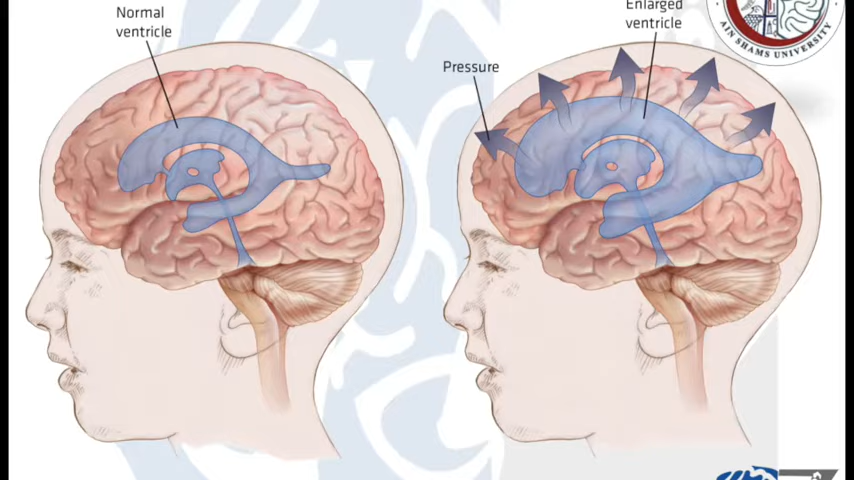 Normal
ventricle
Pressure
Enlarged
ventricle
AIN SHAMS UNIVERSITY